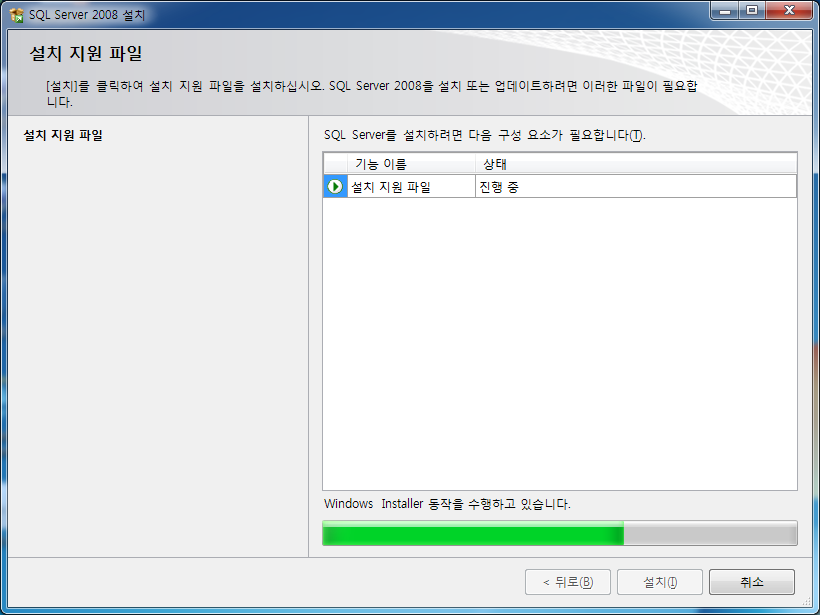 SQL Server 2008 설치
설치 지원 파일
[설치]를 클릭하여 설치 지원 파일을 설치하십시오. SQL Server 2008을 설치 또는 업데이트하려면 이러한 파일이 필요합
니다.
설치 지원 파일
SQL Server를 설치하려면 다음 구성 요소가 필요합니다(T).
기능 이름 상태
설치 지원 파일 진행 중
Windows Installer 동작을 수행하고 있습니다.
< 뒤로(B) 설치(I) 취소